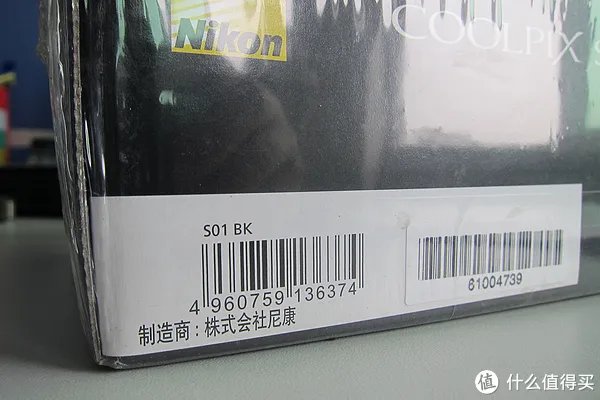 Nikon
COOLPIX S
S01 BK
4 960759 136374
61004739
制造商:株式会社尼康
值 什么值得买